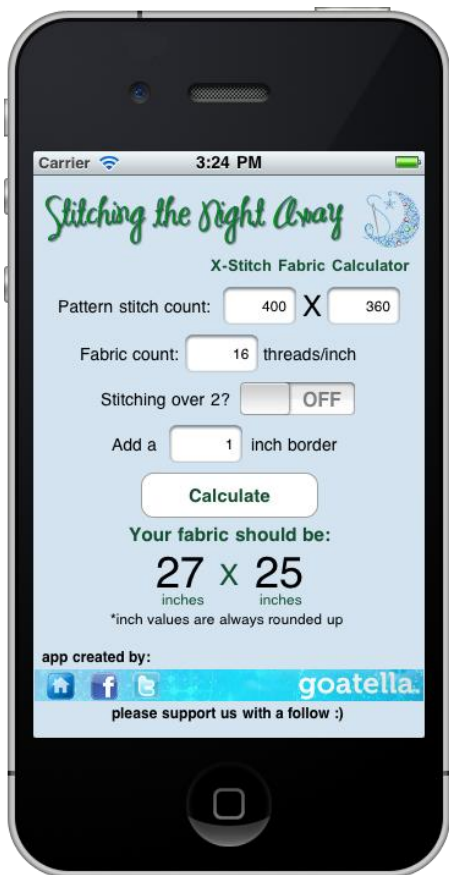 Carrier 3:24 PM
Stitching the Night Away
X-Stitch Fabric Calculator
Pattern stitch count: 400 X 360
Fabric count: 16 threads/inch
Stitching over 2? OFF
Add a 1 inch border
Calculate
Your fabric should be:
27 x 25
inches inches
*inch values are always rounded up
app created by:
f t goatella.
please support us with a follow :)